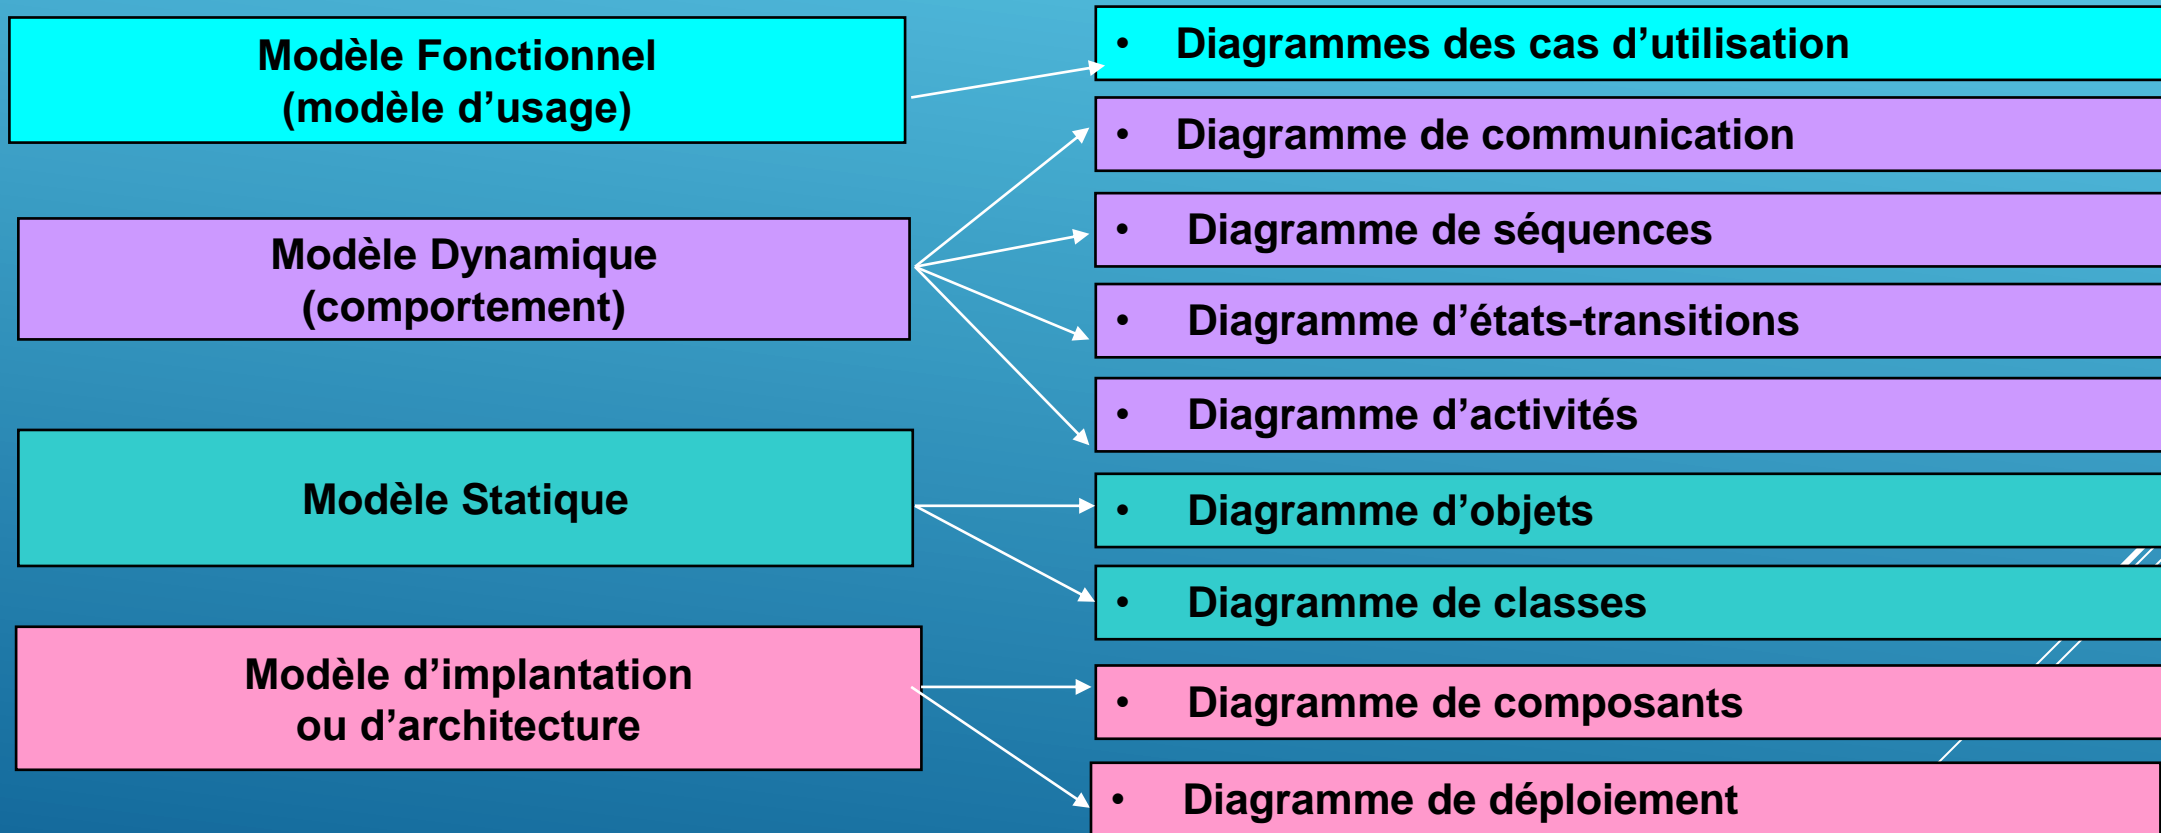 Modèle Fonctionnel
(modèle d’usage)
• Diagrammes des cas d’utilisation
• Diagramme de communication
Modèle Dynamique
(comportement)
• Diagramme de séquences
• Diagramme d’états-transitions
• Diagramme d’activités
Modèle Statique
• Diagramme d’objets
• Diagramme de classes
Modèle d’implantation
ou d’architecture
• Diagramme de composants
• Diagramme de déploiement